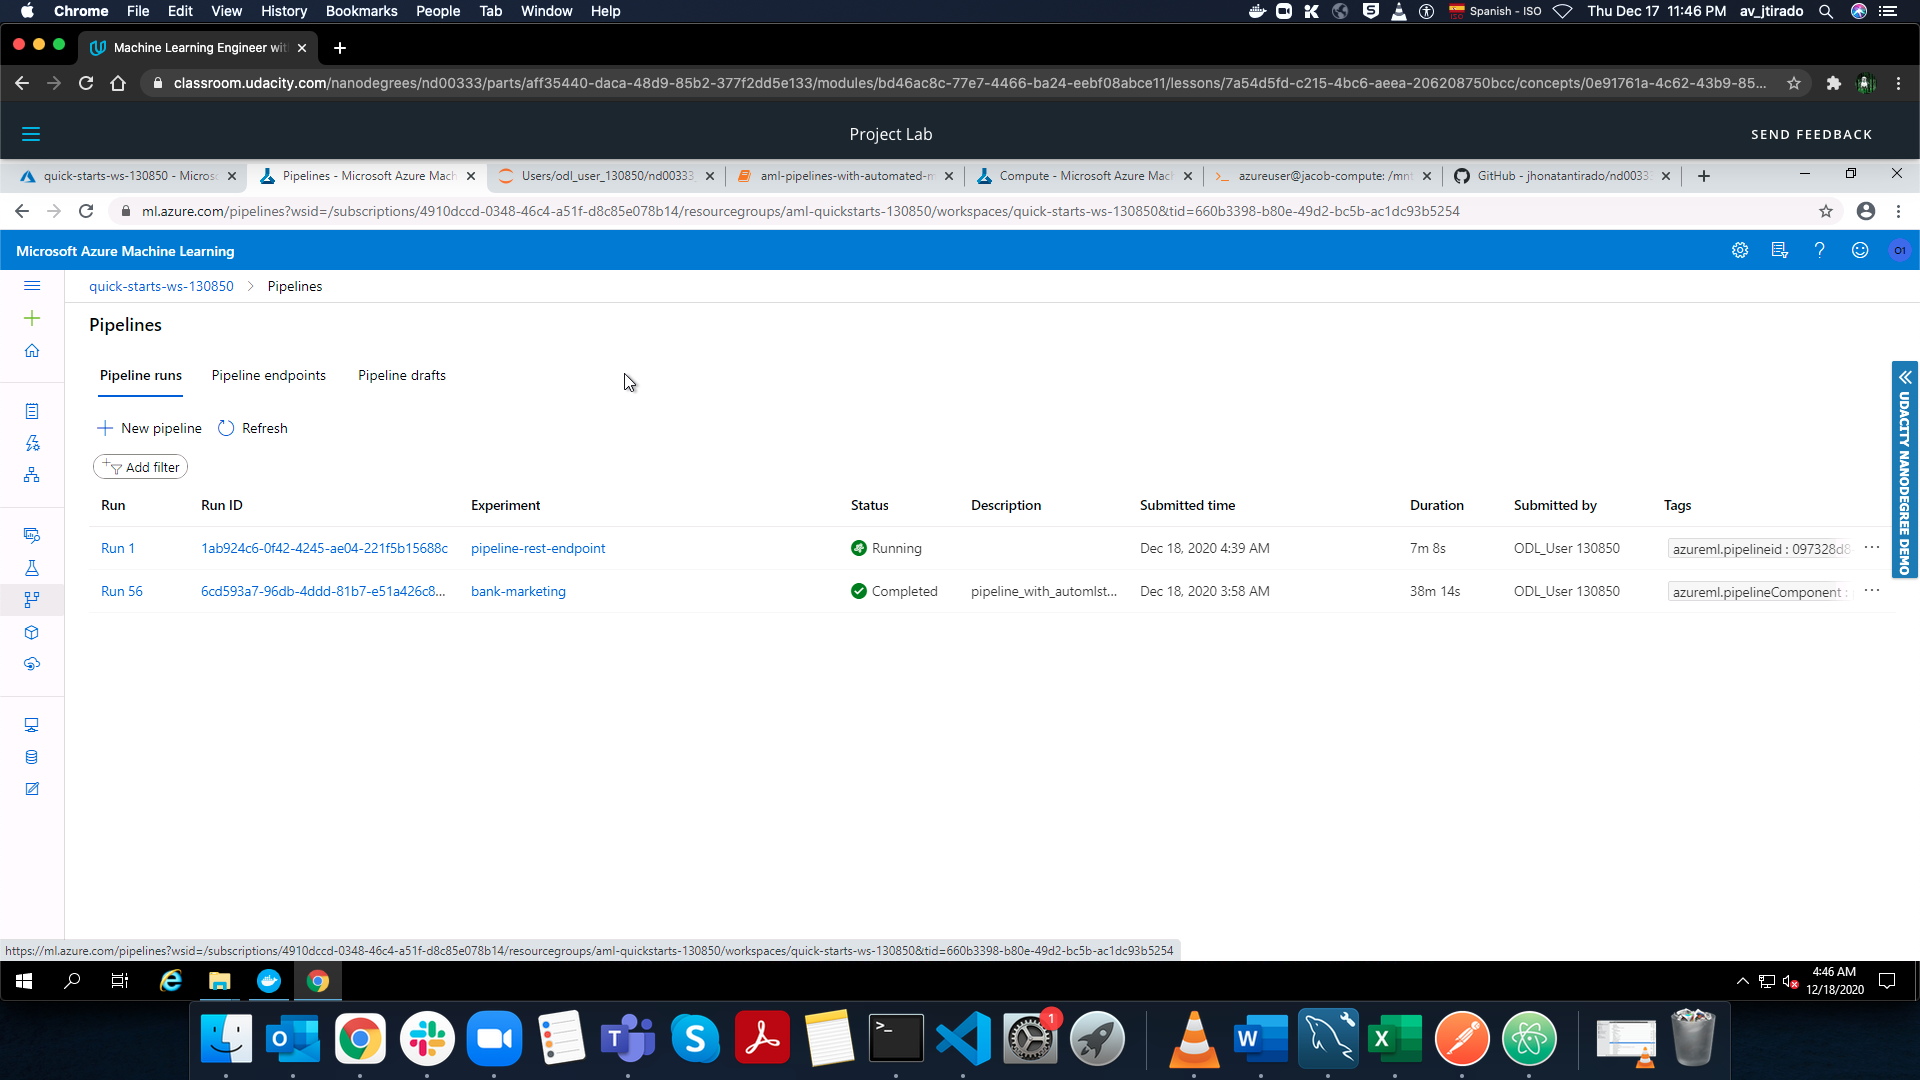 Chrome File Edit View History Bookmarks People Tab Window Help
Spanish - ISO Thu Dec 17 11:46 PM av_jtirado
Machine Learning Engineer wit
classroom.udacity.com/nanodegrees/nd00333/parts/aff35440-daca-48d9-85b2-377f2dd5e133/modules/bd46ac8c-77e7-4466-ba24-eebf08abce11/lessons/7a54d5fd-c215-4bc6-aeea-206208750bcc/concepts/0e91761a-4c62-43b9-85...
Project Lab
SEND FEEDBACK
quick-starts-ws-130850 - Micros
Pipelines - Microsoft Azure Mach
Users/odl_user_130850/nd00333
aml-pipelines-with-automated-m
Compute - Microsoft Azure Mach
azureuser@jacob-compute: /mnt
GitHub - jhonatantirado/nd00333
ml.azure.com/pipelines?wsid=/subscriptions/4910dccd-0348-46c4-a51f-d8c85e078b14/resourcegroups/aml-quickstarts-130850/workspaces/quick-starts-ws-130850&tid=660b3398-b80e-49d2-bc5b-ac1dc93b5254
Microsoft Azure Machine Learning
O1
quick-starts-ws-130850 > Pipelines
Pipelines
Pipeline runs Pipeline endpoints Pipeline drafts
New pipeline Refresh
Add filter
Run Run ID Experiment Status Description Submitted time Duration Submitted by Tags
Run 1 1ab924c6-0f42-4245-ae04-221f5b15688c pipeline-rest-endpoint Running Dec 18, 2020 4:39 AM 7m 8s ODL_User 130850 azureml.pipelineid : 097328d8 ...
Run 56 6cd593a7-96db-4ddd-81b7-e51a426c8... bank-marketing Completed pipeline_with_automlst... Dec 18, 2020 3:58 AM 38m 14s ODL_User 130850 azureml.pipelineComponent : ...
UDACITY NANODEGREE DEMO
https://ml.azure.com/pipelines?wsid=/subscriptions/4910dccd-0348-46c4-a51f-d8c85e078b14/resourcegroups/aml-quickstarts-130850/workspaces/quick-starts-ws-130850&tid=660b3398-b80e-49d2-bc5b-ac1dc93b5254
4:46 AM
12/18/2020
1